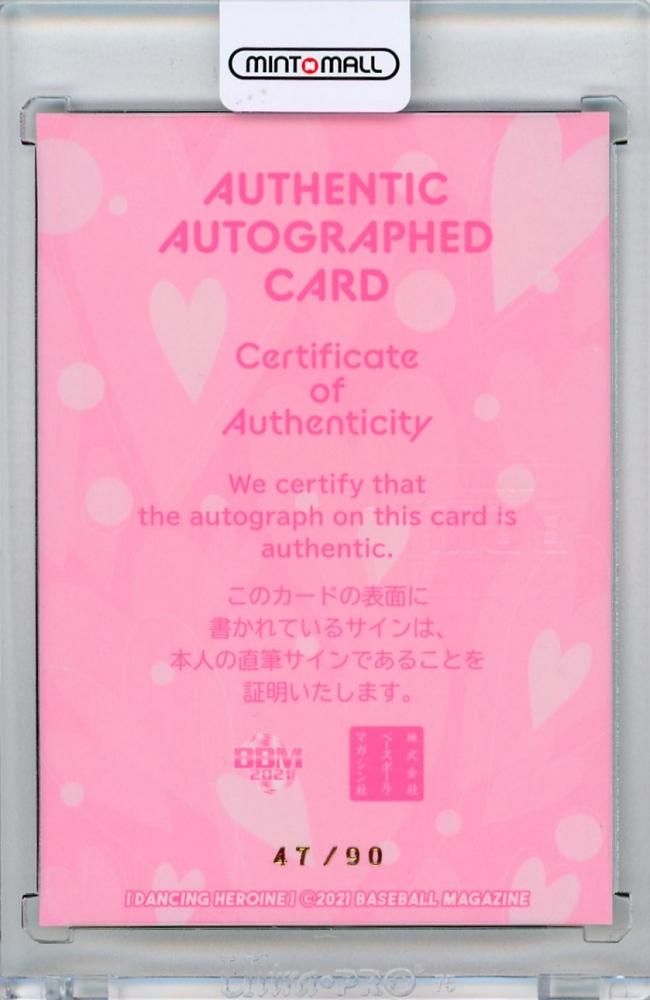 MINT MALL
AUTHENTIC
AUTOGRAPHED
CARD
Certificate
of
Authenticity
We certify that
the autograph on this card is
authentic.
このカードの表面に
書かれているサインは、
本人の直筆サインであることを
証明いたします。
BBM
2021
株式会社
ベースボール
マガジン社
47/90
[DANCING HEROINE] ©2021 BASEBALL MAGAZINE
Ultra·PRO®